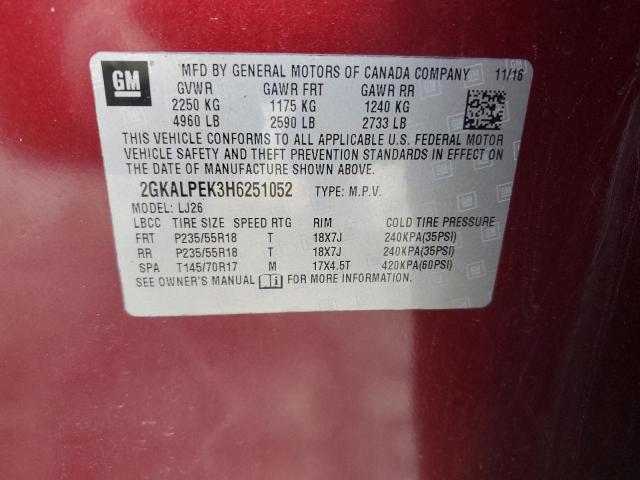 GM
MFD BY GENERAL MOTORS OF CANADA COMPANY 11/16
GVWR GAWR FRT GAWR RR
2250 KG 1175 KG 1240 KG
4960 LB 2590 LB 2733 LB
THIS VEHICLE CONFORMS TO ALL APPLICABLE U.S. FEDERAL MOTOR
VEHICLE SAFETY AND THEFT PREVENTION STANDARDS IN EFFECT ON
THE DATE OF MANUFACTURE SHOWN ABOVE.
2GKALPEK3H6251052 TYPE: M.P.V.
MODEL: LJ26
LBCC TIRE SIZE SPEED RTG RIM COLD TIRE PRESSURE
FRT P235/55R18 T 18X7J 240KPA(35PSI)
RR P235/55R18 T 18X7J 240KPA(35PSI)
SPA T145/70R17 M 17X4.5T 420KPA(60PSI)
SEE OWNER'S MANUAL FOR MORE INFORMATION.